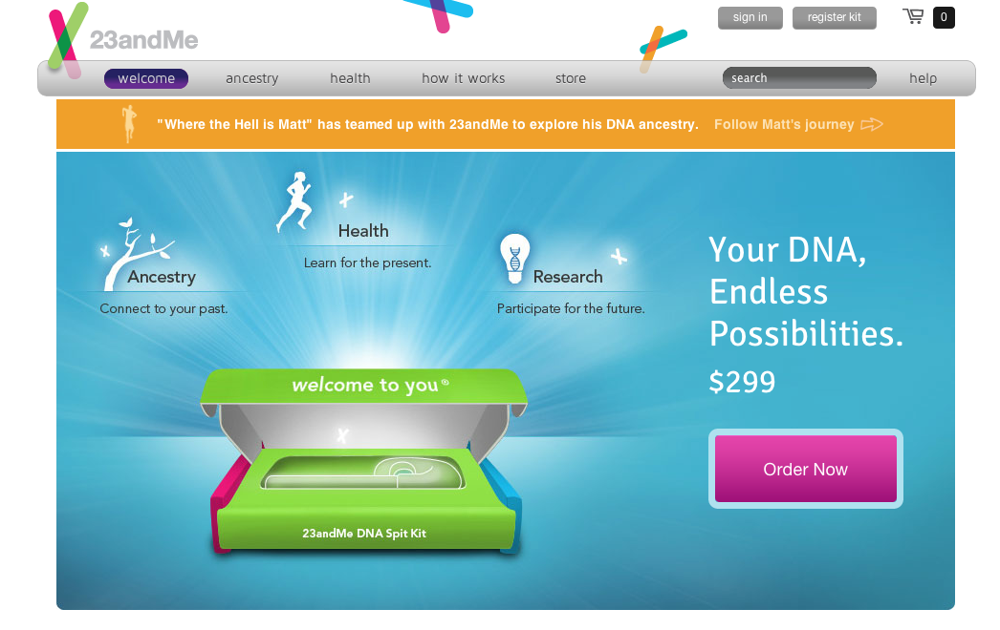 sign in
register kit
0
23andMe
welcome
ancestry
health
how it works
store
search
help
"Where the Hell is Matt" has teamed up with 23andMe to explore his DNA ancestry. Follow Matt's journey
Health
Learn for the present.
Ancestry
Connect to your past.
Research
Participate for the future.
Your DNA,
Endless
Possibilities.
$299
welcome to you®
Order Now
23andMe DNA Spit Kit